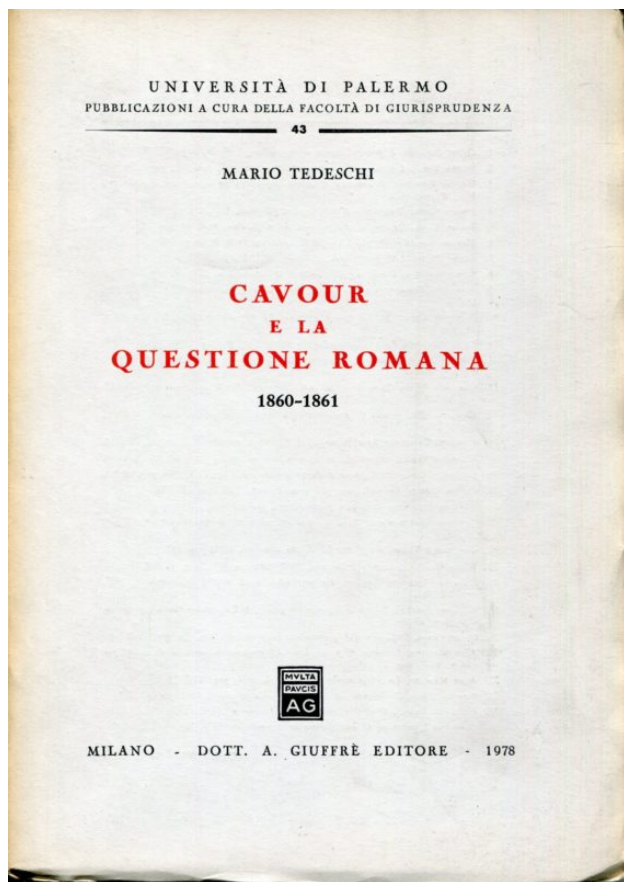 UNIVERSITÀ DI PALERMO
PUBBLICAZIONI A CURA DELLA FACOLTÀ DI GIURISPRUDENZA
43
MARIO TEDESCHI
CAVOUR
E LA
QUESTIONE ROMANA
1860-1861
MVLTA
PAVCIS
AG
MILANO - DOTT. A. GIUFFRÈ EDITORE - 1978